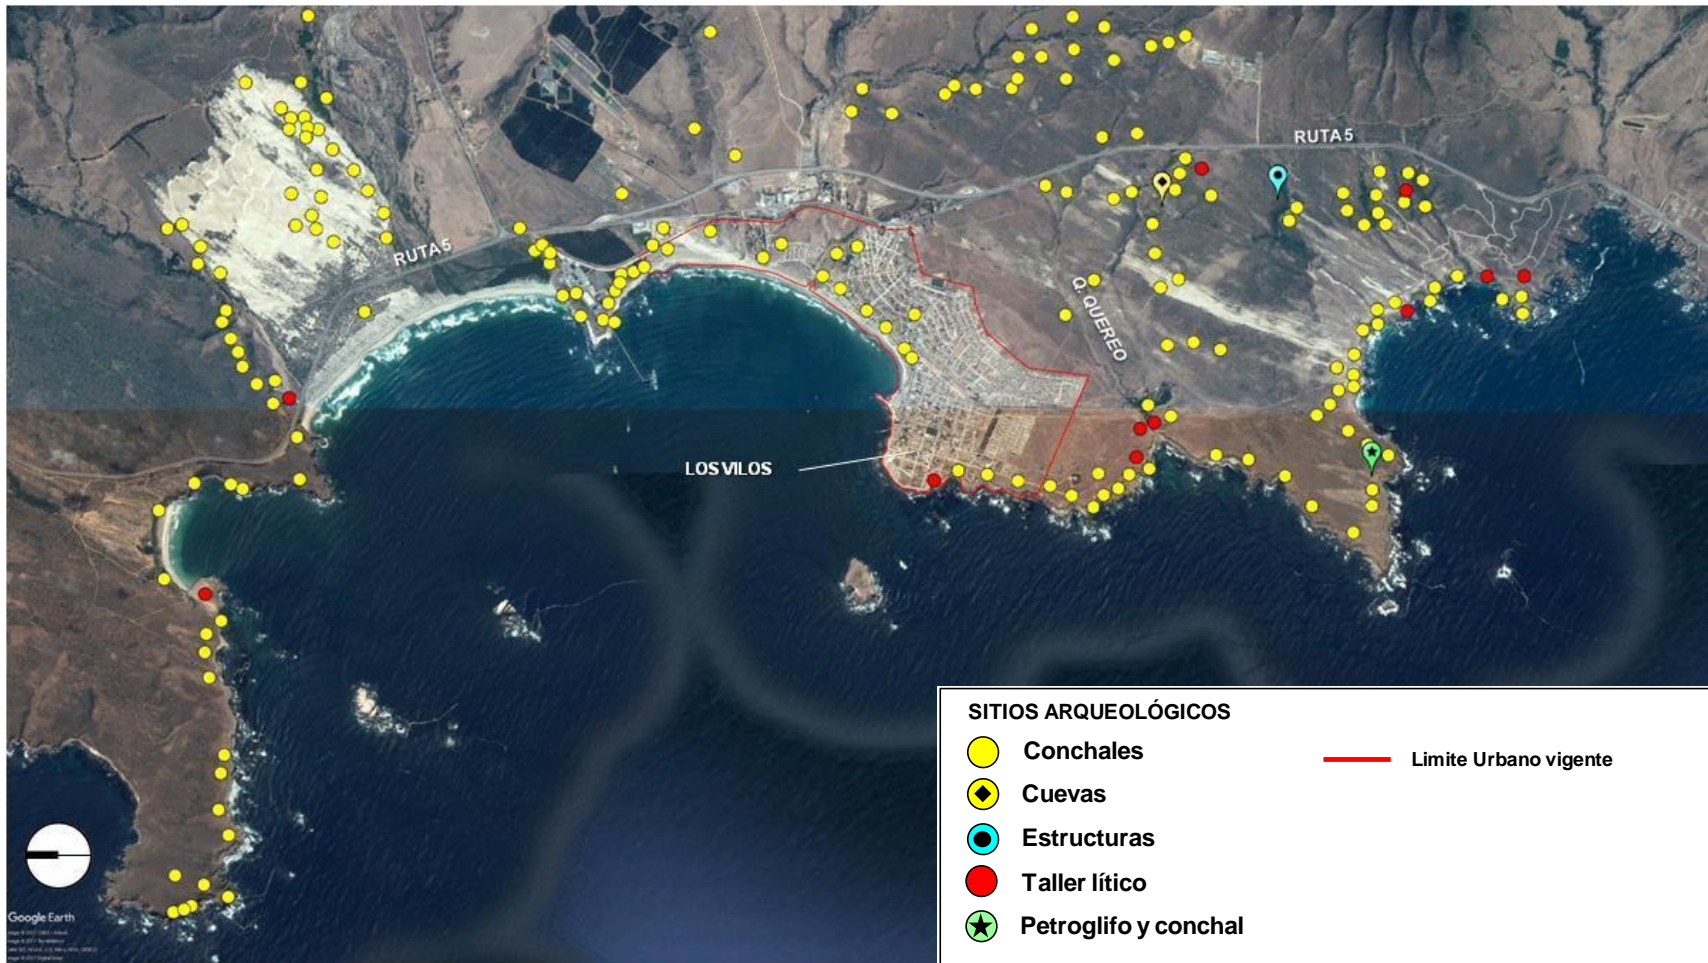 RUTA 5
RUTA 5
Q. QUEREO
LOS VILOS
SITIOS ARQUEOLÓGICOS
Conchales
Limite Urbano vigente
Cuevas
Estructuras
Taller lítico
Petroglifo y conchal
Google Earth